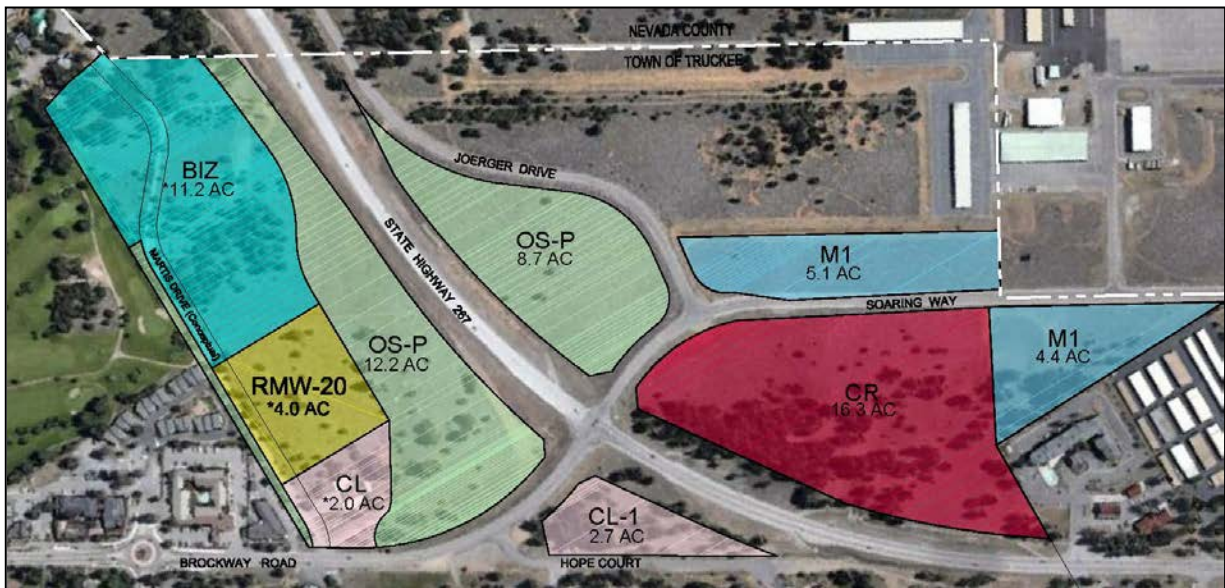 NEVADA COUNTY
TOWN OF TRUCKEE
BIZ
*11.2 AC
JOERGER DRIVE
OS-P
8.7 AC
M1
5.1 AC
STATE HIGHWAY 267
SOARING WAY
MARTIS DRIVE (Conceptual)
OS-P
12.2 AC
M1
4.4 AC
RMW-20
*4.0 AC
CR
16.3 AC
CL
*2.0 AC
CL-1
2.7 AC
BROCKWAY ROAD
HOPE COURT